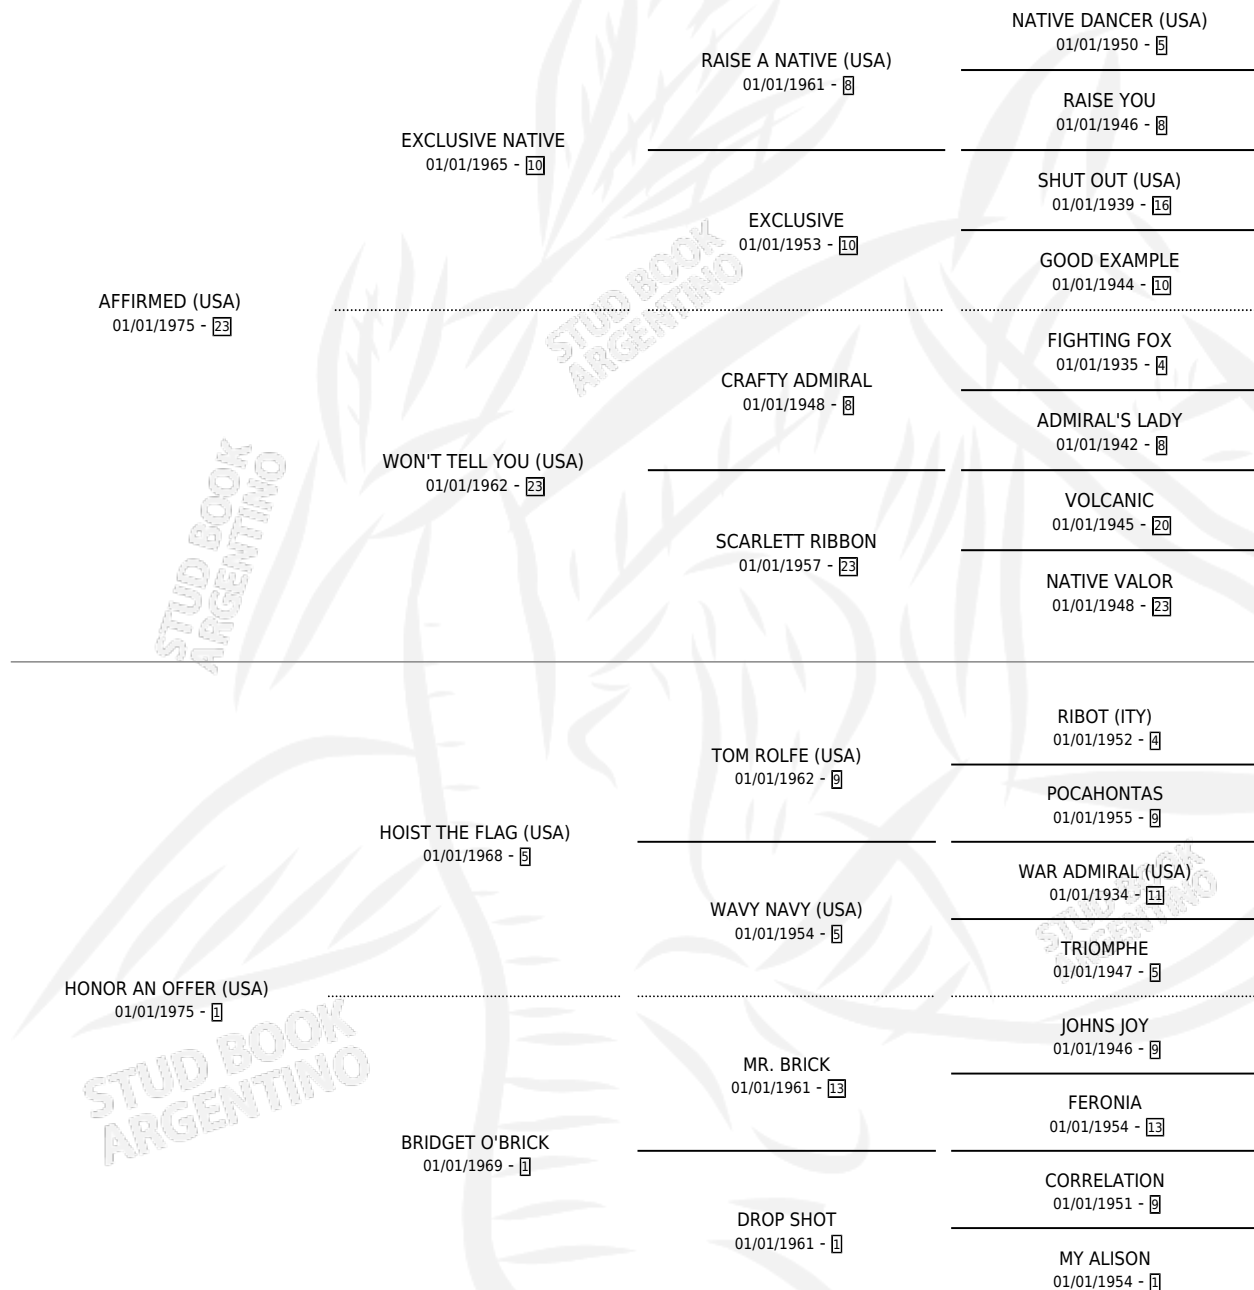 NATIVE DANCER (USA)
01/01/1950 - 5
RAISE A NATIVE (USA)
01/01/1961 - 8
RAISE YOU
01/01/1946 - 8
EXCLUSIVE NATIVE
01/01/1965 - 10
SHUT OUT (USA)
01/01/1939 - 16
EXCLUSIVE
01/01/1953 - 10
GOOD EXAMPLE
01/01/1944 - 10
AFFIRMED (USA)
01/01/1975 - 23
STUD BOOK
ARGENTINO
FIGHTING FOX
01/01/1935 - 4
CRAFTY ADMIRAL
01/01/1948 - 8
ADMIRAL'S LADY
01/01/1942 - 8
WON'T TELL YOU (USA)
01/01/1962 - 23
VOLCANIC
01/01/1945 - 20
SCARLETT RIBBON
01/01/1957 - 23
NATIVE VALOR
01/01/1948 - 23
STUD BOOK
ARGENTINO
RIBOT (ITY)
01/01/1952 - 4
TOM ROLFE (USA)
01/01/1962 - 9
POCAHONTAS
01/01/1955 - 9
HOIST THE FLAG (USA)
01/01/1968 - 5
WAR ADMIRAL (USA)
01/01/1934 - 11
WAVY NAVY (USA)
01/01/1954 - 5
STUD BOOK
ARGENTINO
TRIOMPHE
01/01/1947 - 5
HONOR AN OFFER (USA)
01/01/1975 - 1
STUD BOOK
ARGENTINO
JOHNS JOY
01/01/1946 - 9
MR. BRICK
01/01/1961 - 13
FERONIA
01/01/1954 - 13
BRIDGET O'BRICK
01/01/1969 - 1
CORRELATION
01/01/1951 - 9
DROP SHOT
01/01/1961 - 1
MY ALISON
01/01/1954 - 1